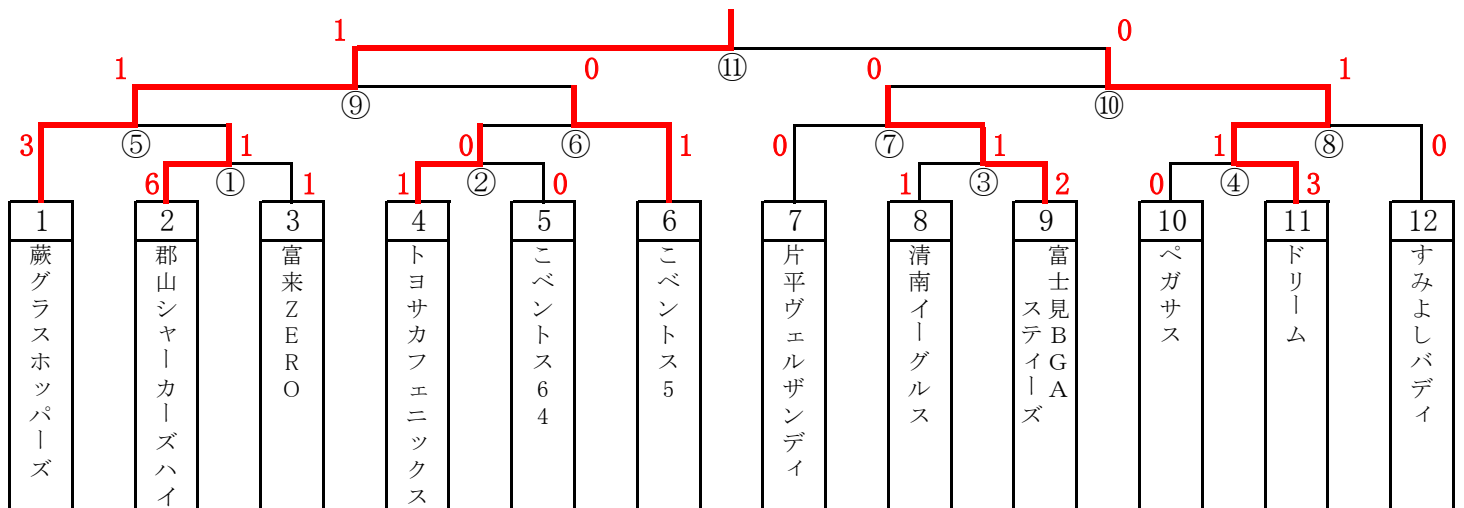 1 0
⑪
1 0 0 1
⑨ ⑩
3 ⑤ 1 0 ⑥ 1 0 ⑦ 1 1 ⑧ 0
6 ① 1 1 ② 0 1 ③ 2 0 ④ 3
1 2 3 4 5 6 7 8 9 10 11 12
蕨グラスホッパーズ
郡山シャーカーズハイ
富来ZERO
トヨサカフェニックス
こベントス64
こベントス5
片平ヴェルザンディ
清南イーグルス
富士見BGA
スティーズ
ペガサス
ドリーム
すみよしバディ